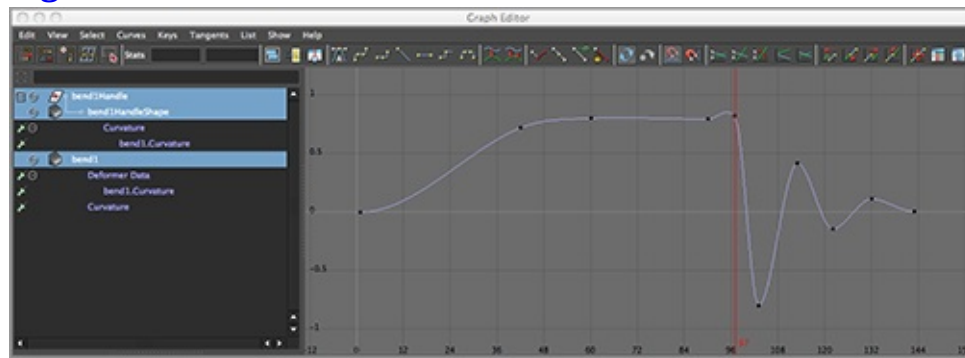 Graph Editor
Edit View Select Curves Keys Tangents List Show Help
Stats
bend1Handle
bend1HandleShape
Curvature
bend1.Curvature
bend1
Deformer Data
bend1.Curvature
Curvature
1
0.5
0
-0.5
-1
12 0 12 24 36 48 60 72 84 96 97 108 120 132 144